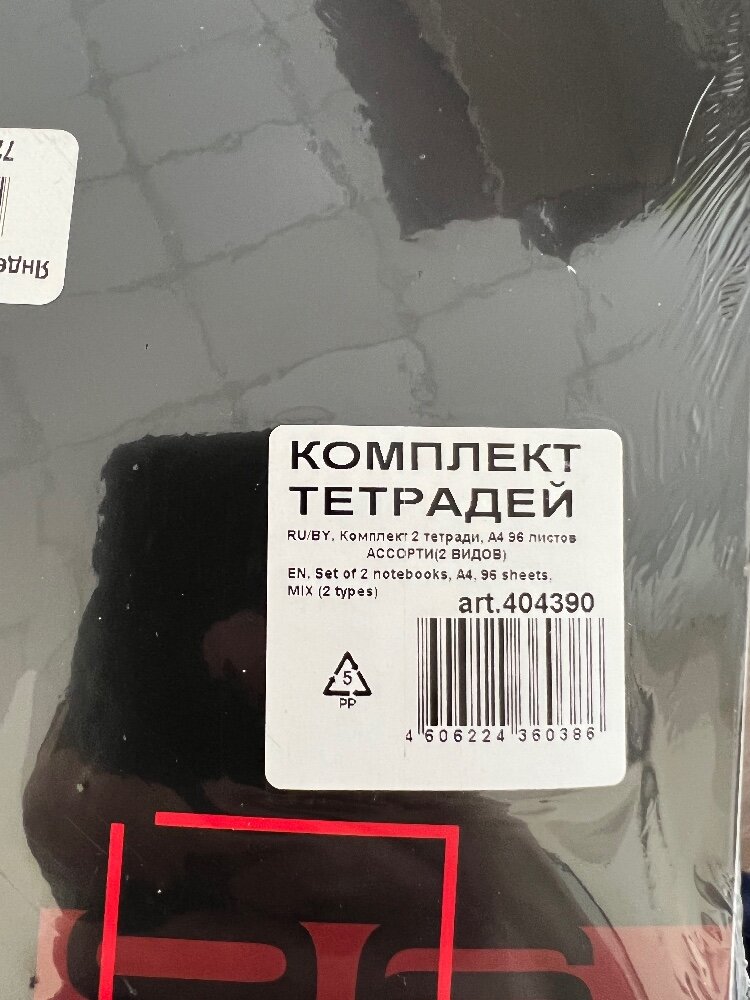 КОМПЛЕКТ
ТЕТРАДЕЙ
RU/BY, Комплект 2 тетради, А4 96 листов
АССОРТИ(2 ВИДОВ)
EN, Set of 2 notebooks, A4, 96 sheets,
MIX (2 types)
art.404390
5
PP
4 606224 360386